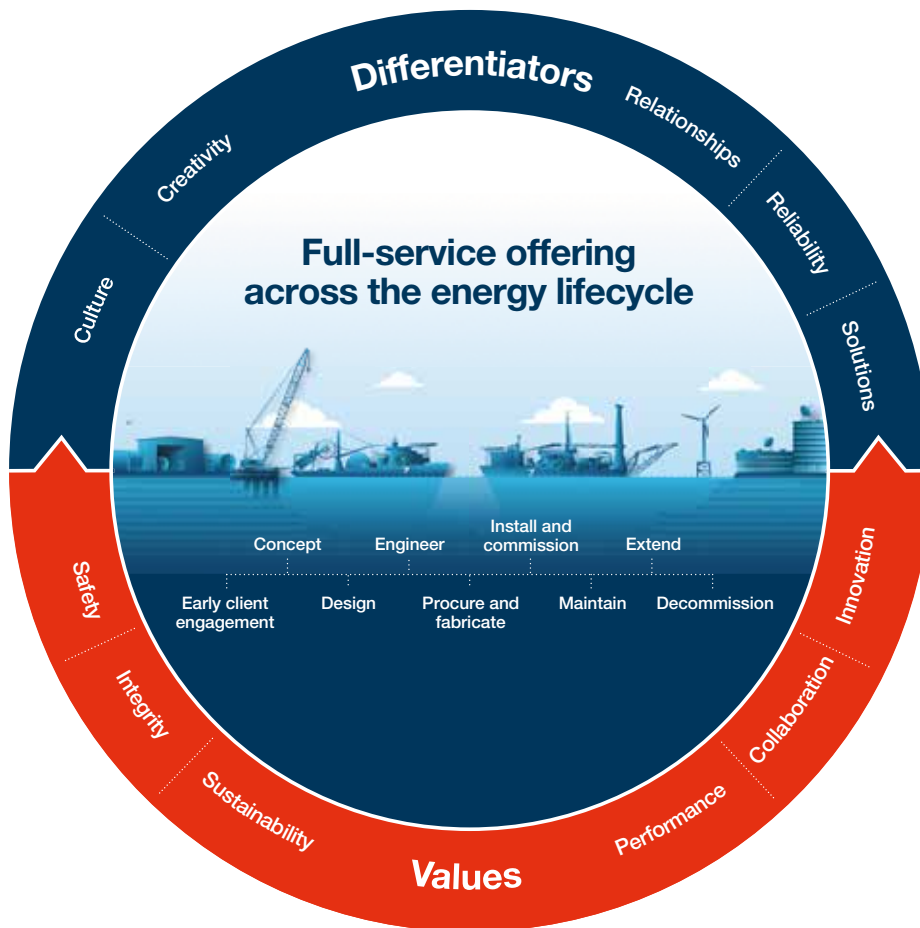 Differentiators
Culture
Creativity
Relationships
Reliability
Solutions
Full-service offering
across the energy lifecycle
Early client
engagement
Concept
Design
Engineer
Procure and
fabricate
Install and
commission
Maintain
Extend
Decommission
Safety
Integrity
Sustainability
Performance
Collaboration
Innovation
Values